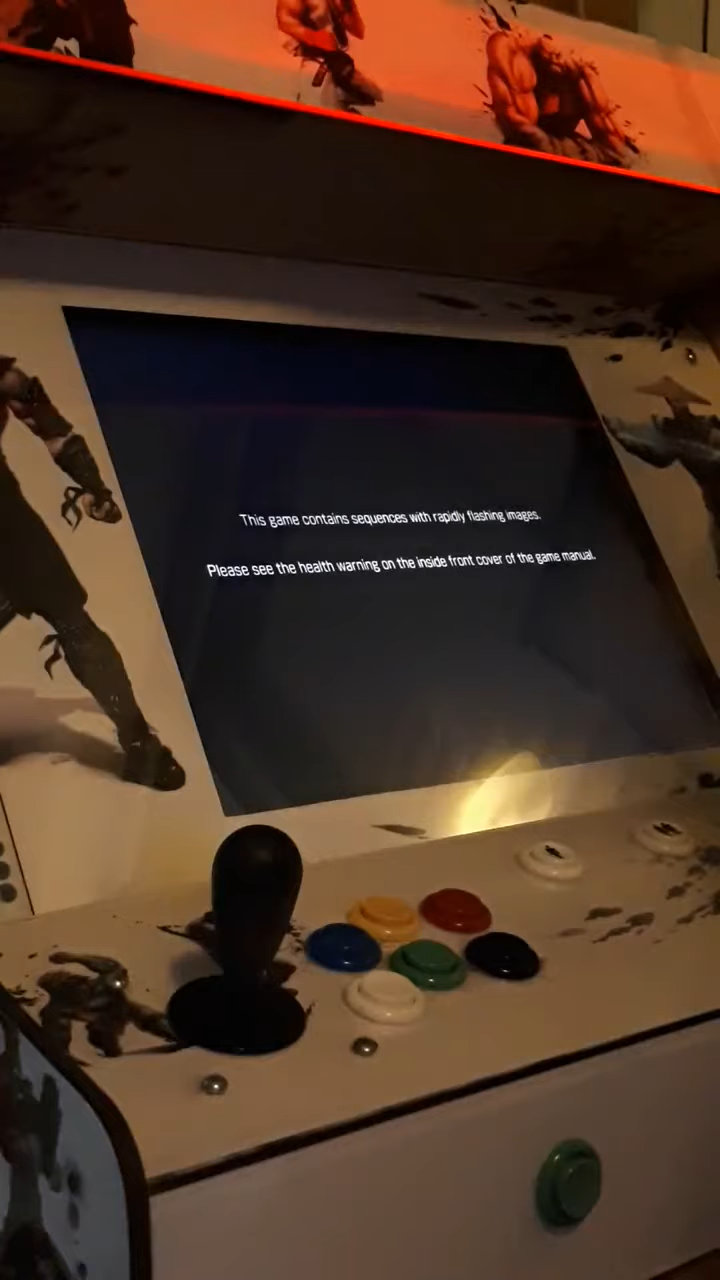 This game contains sequences with rapidly flashing images.
Please see the health warning on the inside front cover of the game manual.